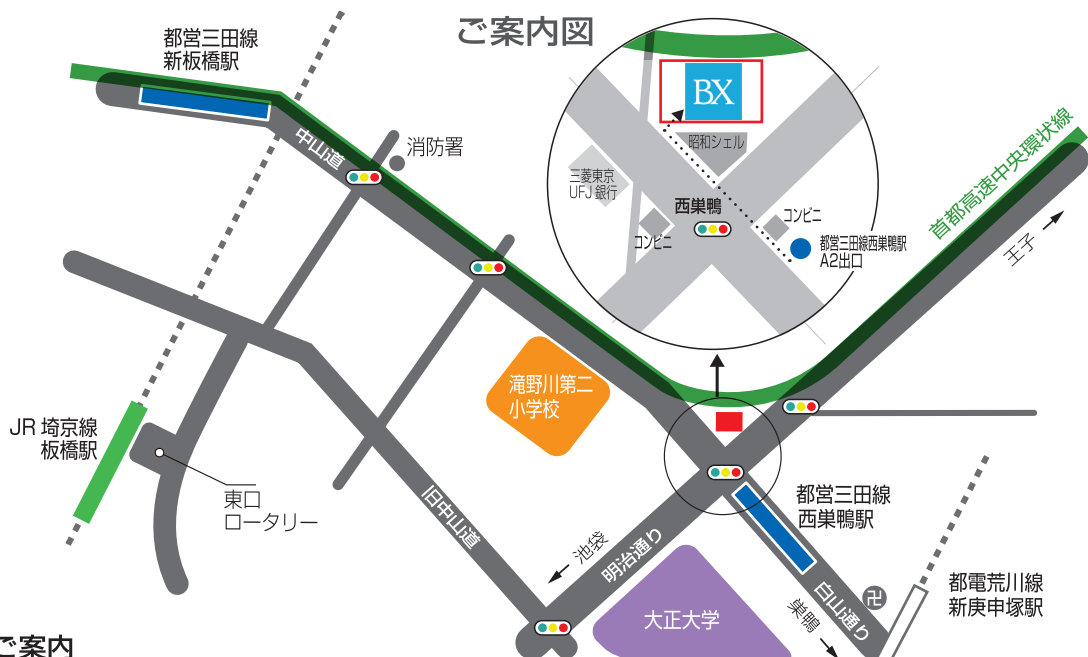 ご案内図
都営三田線
新板橋駅
中山道
消防署
BX
昭和シェル
三菱東京
UFJ 銀行
西巣鴨
コンビニ
コンビニ
都営三田線西巣鴨駅
A2出口
首都高速中央環状線
王子
滝野川第二
小学校
JR 埼京線
板橋駅
東口
ロータリー
旧中山道
池袋
明治通り
都営三田線
西巣鴨駅
大正大学
白山通り
巣鴨
卍
都電荒川線
新庚申塚駅
ご案内